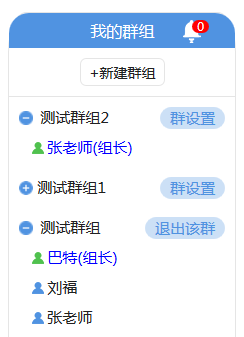 我的群组 0
+新建群组
测试群组2 群设置
张老师(组长)
测试群组1 群设置
测试群组 退出该群
巴特(组长)
刘福
张老师